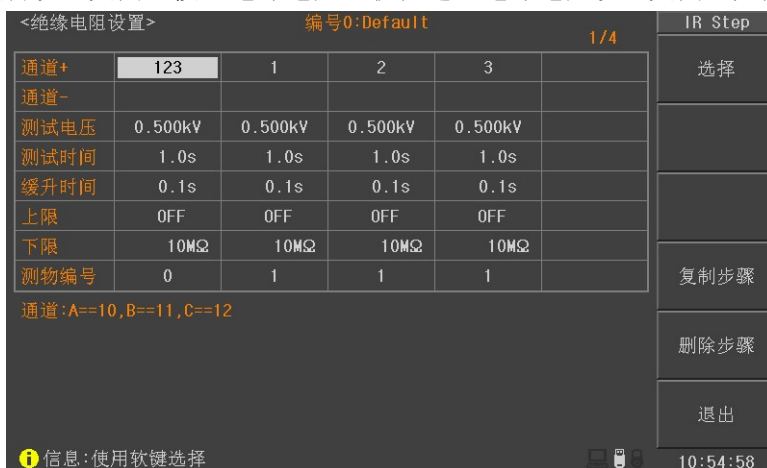 <绝缘电阻设置> 编号0:Default 1/4 IR Step
通道+ 123 1 2 3
通道-
测试电压 0.500kV 0.500kV 0.500kV 0.500kV
测试时间 1.0s 1.0s 1.0s 1.0s
缓升时间 0.1s 0.1s 0.1s 0.1s
上限 OFF OFF OFF OFF
下限 10MΩ 10MΩ 10MΩ 10MΩ
测物编号 0 1 1 1
通道:A==10,B==11,C==12
选择
复制步骤
删除步骤
退出
信息:使用软键选择
10:54:58